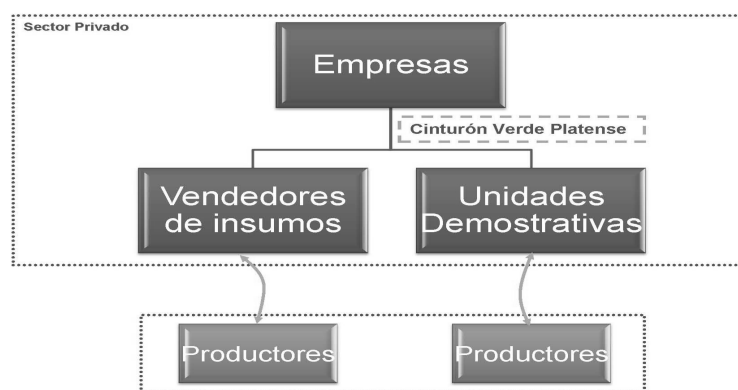 Sector Privado
Empresas
Cinturón Verde Platense
Vendedores
de insumos
Unidades
Demostrativas
Productores
Productores